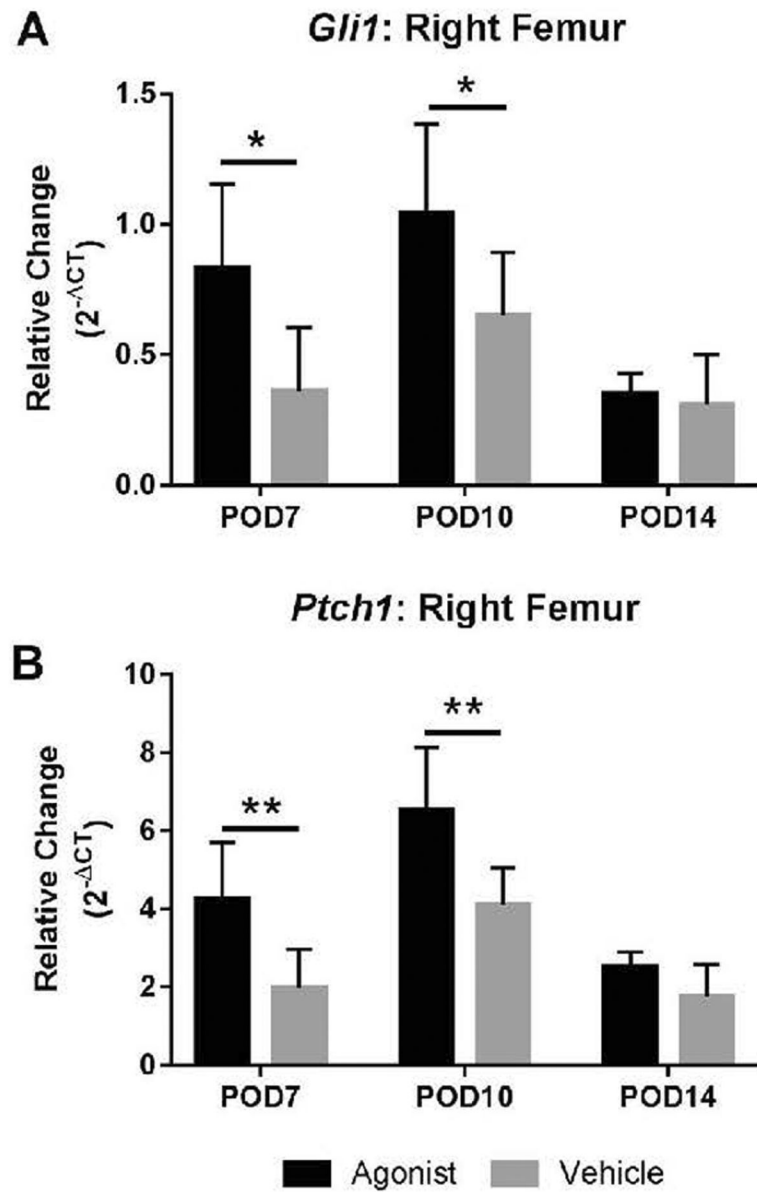 A
Gli1: Right Femur
Relative Change
(2-ΔCT)
1.5
1.0
0.5
0.0
*
*
POD7 POD10 POD14
Ptch1: Right Femur
B
Relative Change
(2-ΔCT)
10
8
6
4
2
0
**
**
POD7 POD10 POD14
Agonist Vehicle